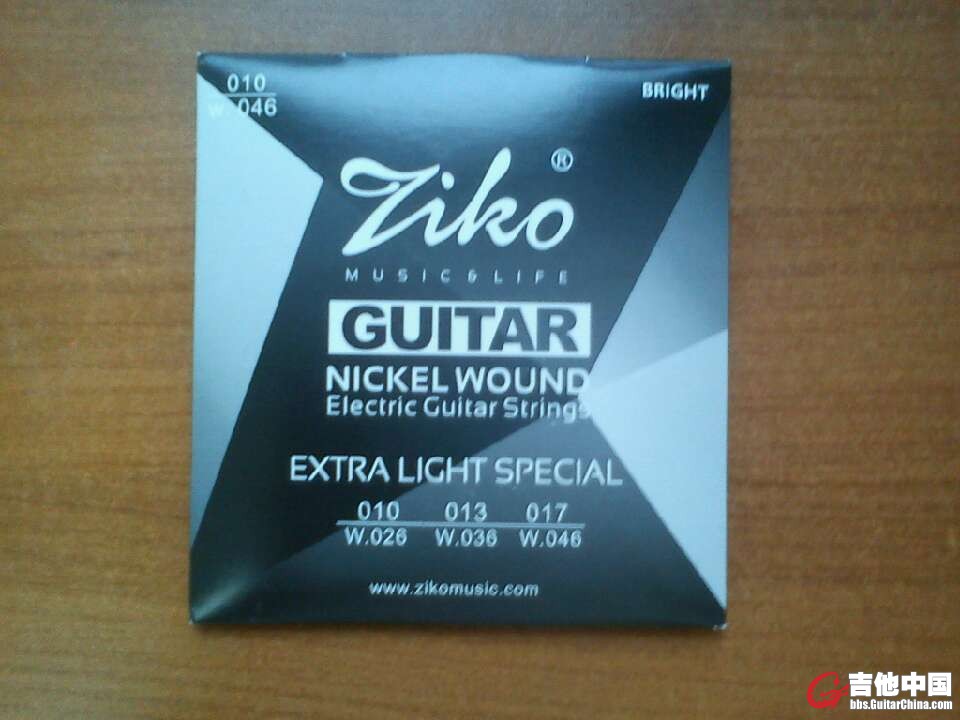 010
W.046
BRIGHT
Ziko®
MUSIC & LIFE
GUITAR
NICKEL WOUND
Electric Guitar Strings
EXTRA LIGHT SPECIAL
010 013 017
W.026 W.036 W.046
www.zikomusic.com
吉他中国
bbs.GuitarChina.com